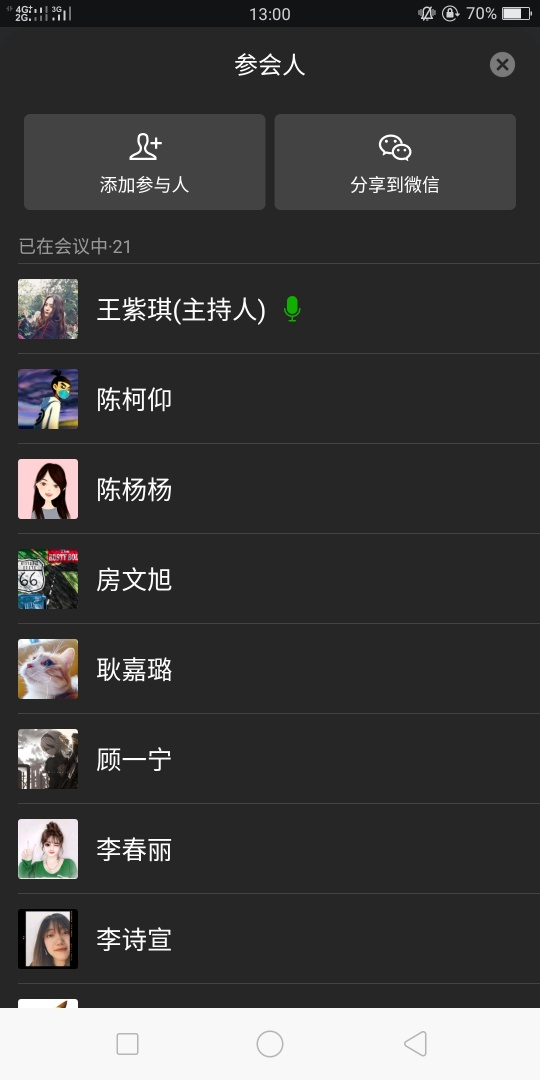 4G+ 3G
2G
13:00
70%
参会人
添加参与人
分享到微信
已在会议中·21
王紫琪(主持人)
陈柯仰
陈杨杨
房文旭
66
耿嘉璐
顾一宁
李春丽
李诗宣